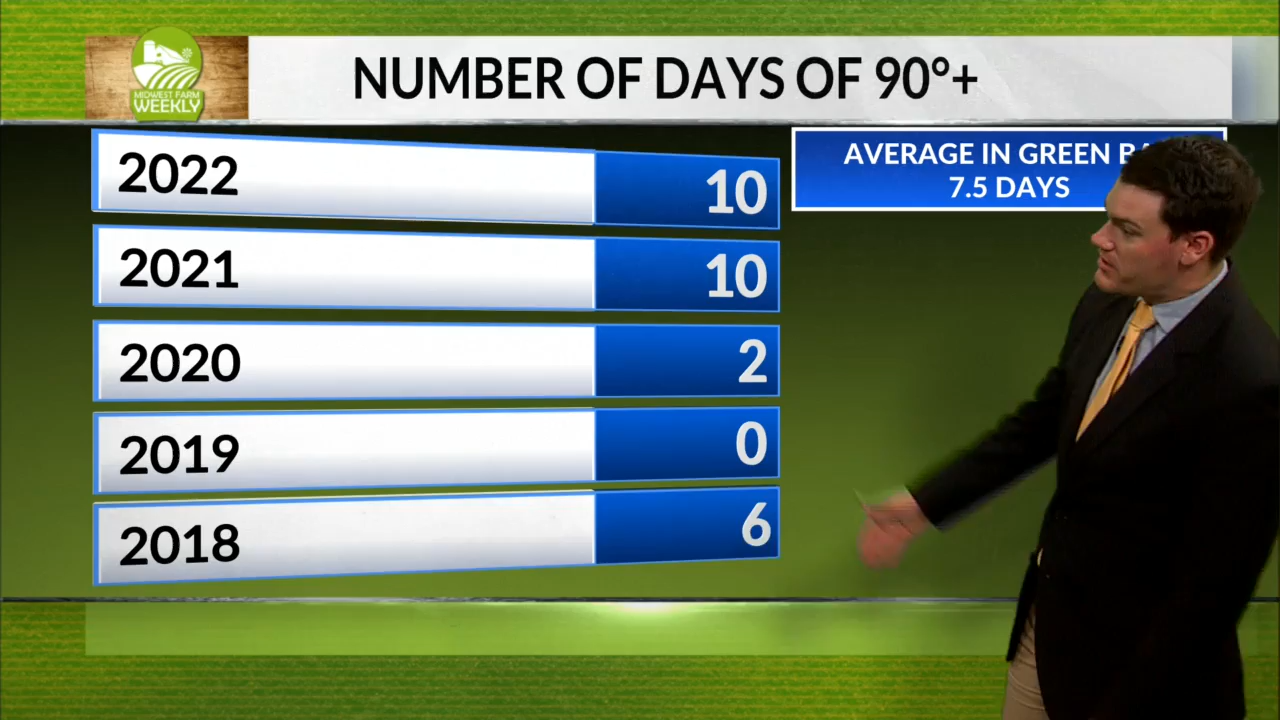 MIDWEST FARM
WEEKLY
NUMBER OF DAYS OF 90°+
AVERAGE IN GREEN
7.5 DAYS
2022 10
2021 10
2020 2
2019 0
2018 6